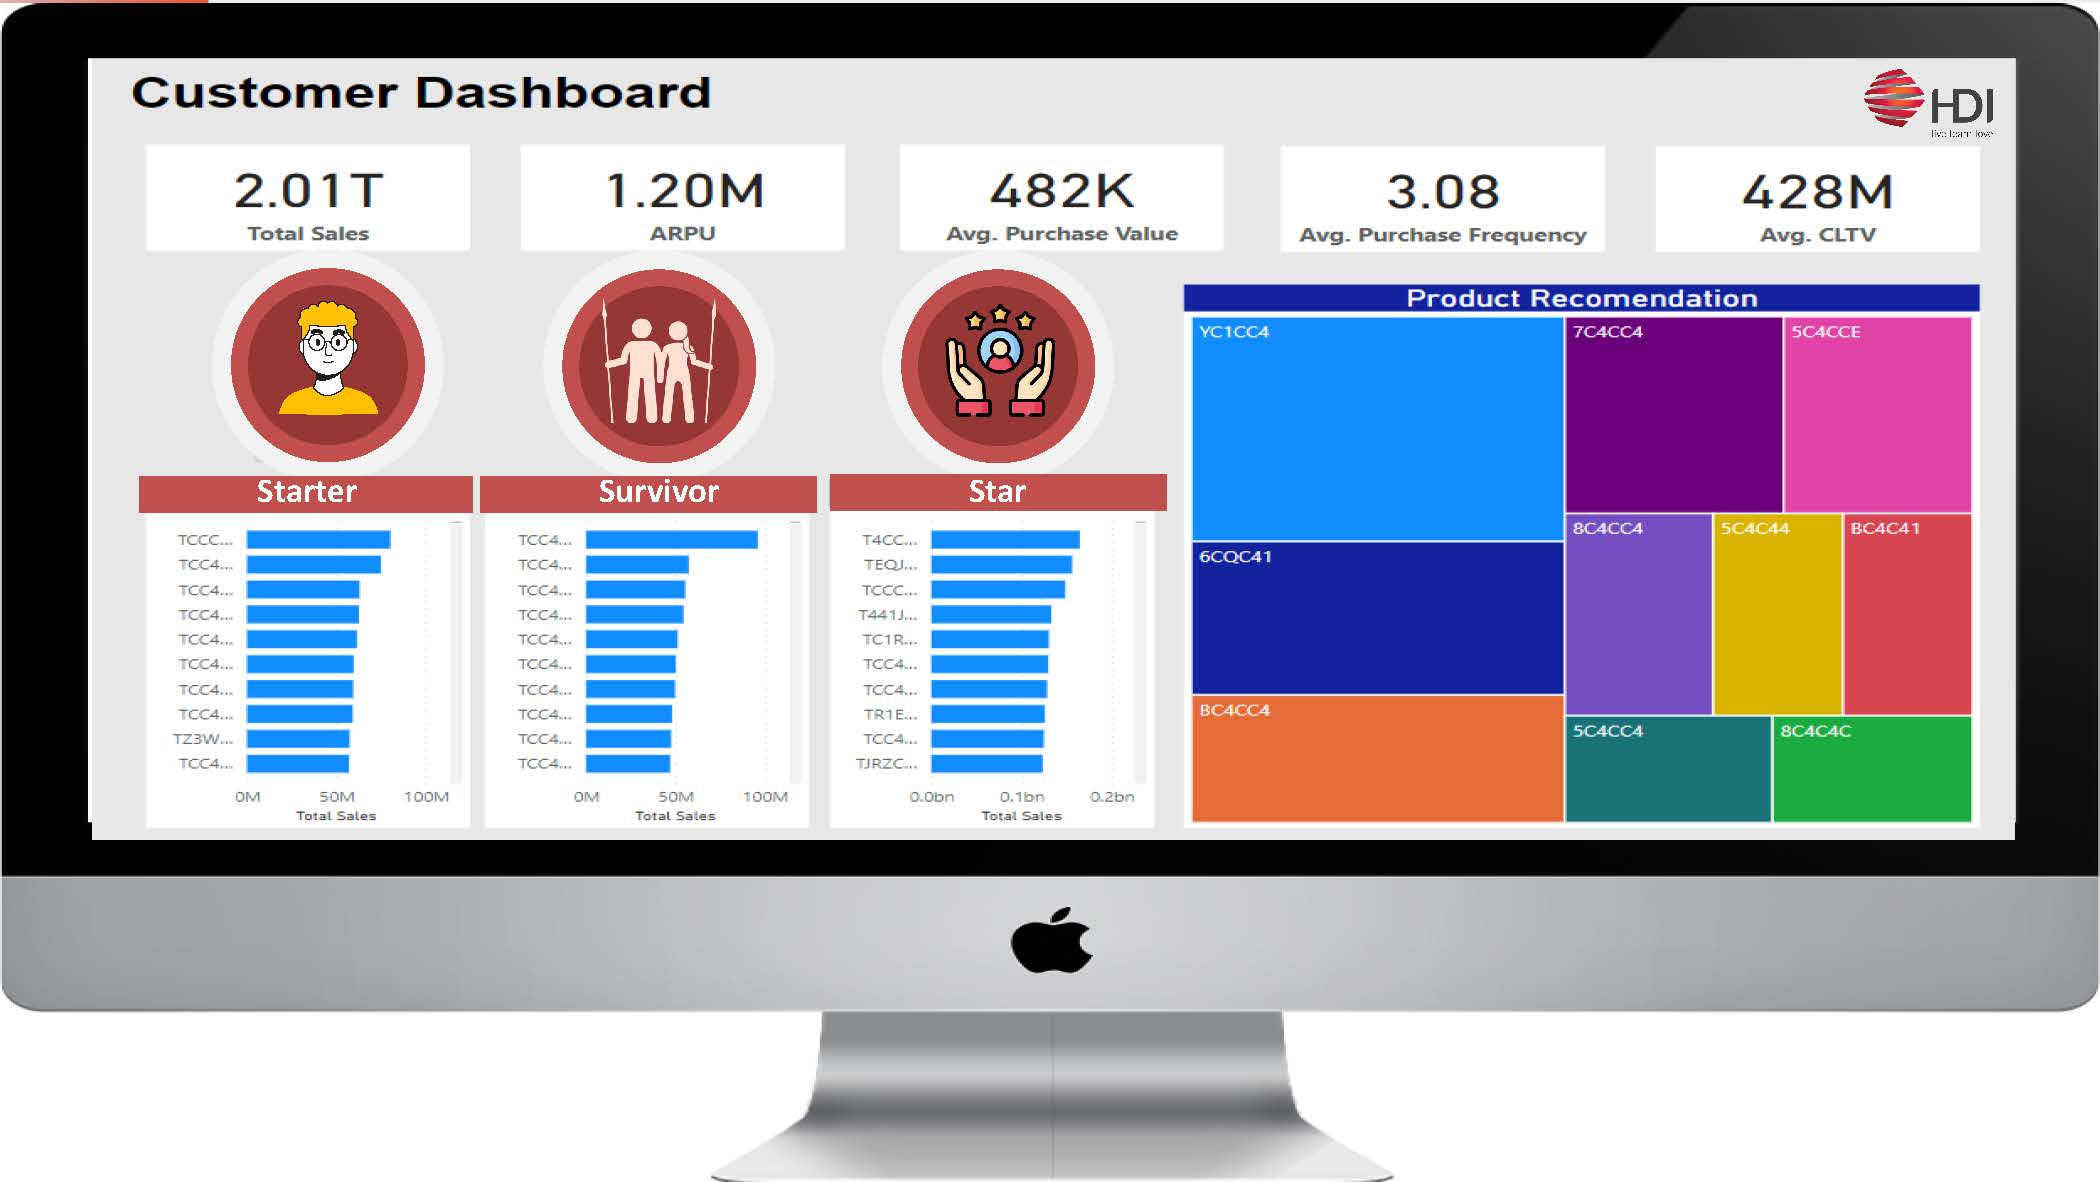 Customer Dashboard
HDI
live learn love
2.01T
Total Sales
1.20M
ARPU
482K
Avg. Purchase Value
3.08
Avg. Purchase Frequency
428M
Avg. CLTV
Starter
TCCC...
TCC4...
TCC4...
TCC4...
TCC4...
TCC4...
TCC4...
TCC4...
TZ3W...
TCC4...
0M 50M 100M
Total Sales
Survivor
TCC4...
TCC4...
TCC4...
TCC4...
TCC4...
TCC4...
TCC4...
TCC4...
TCC4...
TCC4...
0M 50M 100M
Total Sales
Star
T4CC...
TEQJ...
TCCC...
T441J...
TC1R...
TCC4...
TCC4...
TR1E...
TCC4...
TJRZC...
0.0bn 0.1bn 0.2bn
Total Sales
Product Recomendation
YC1CC4
7C4CC4
5C4CCE
6CQC41
8C4CC4
5C4C44
BC4C41
BC4CC4
5C4CC4
8C4C4C